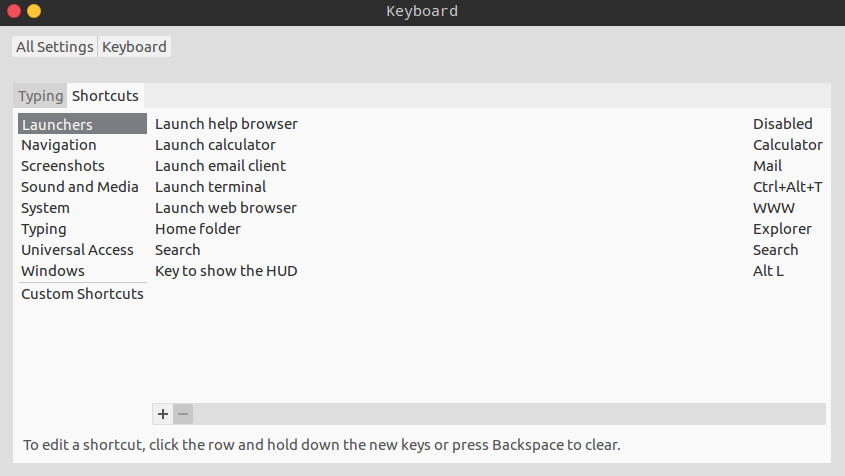 Keyboard
All Settings Keyboard
Typing Shortcuts
Launchers Launch help browser Disabled
Navigation Launch calculator Calculator
Screenshots Launch email client Mail
Sound and Media Launch terminal Ctrl+Alt+T
System Launch web browser WWW
Typing Home folder Explorer
Universal Access Search Search
Windows Key to show the HUD Alt L
Custom Shortcuts
+ −
To edit a shortcut, click the row and hold down the new keys or press Backspace to clear.